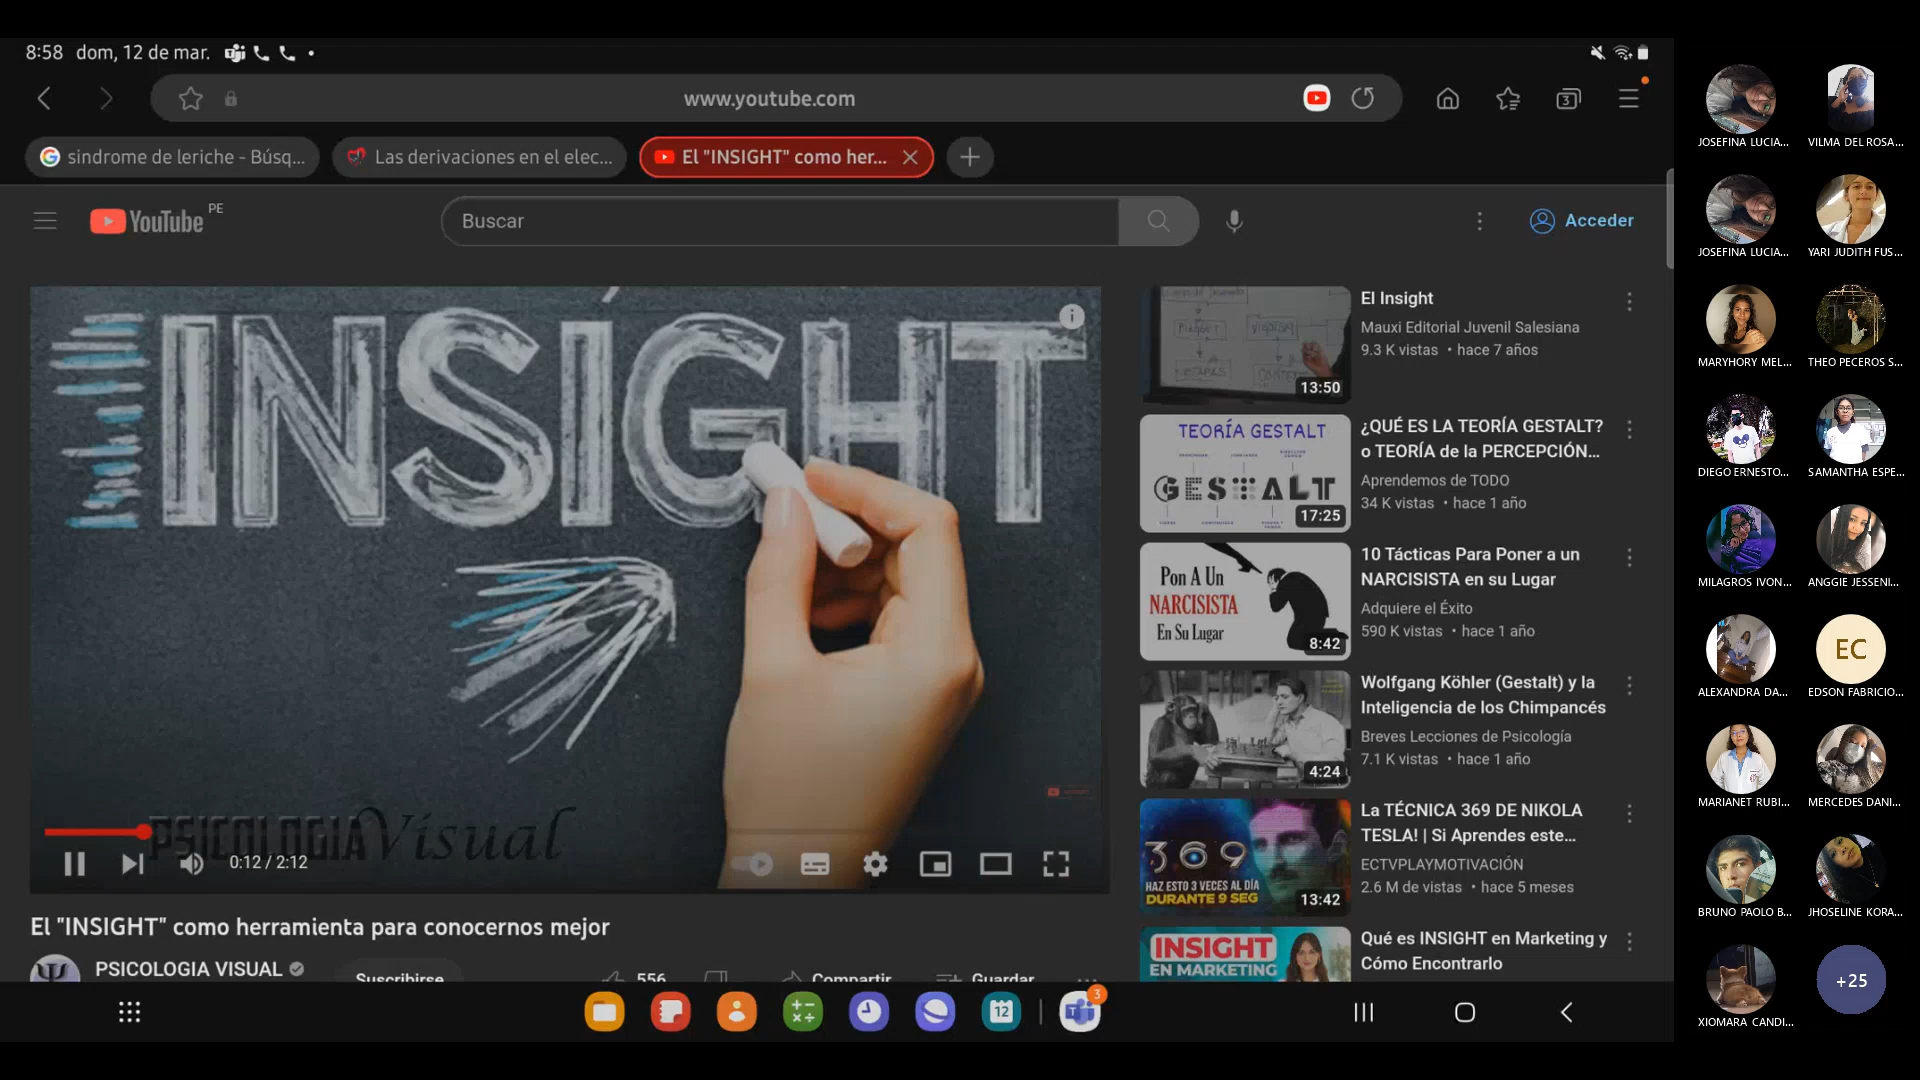 8:58 dom, 12 de mar.
www.youtube.com
3
sindrome de leriche - Búsq...
Las derivaciones en el elec...
El "INSIGHT" como her...
YouTube PE
Buscar
Acceder
INSIGHT
PSICOLOGIA Visual
0:12 / 2:12
El "INSIGHT" como herramienta para conocernos mejor
PSICOLOGIA VISUAL
Suscribirse
556
Compartir
Guardar
El Insight
Mauxi Editorial Juvenil Salesiana
9.3 K vistas • hace 7 años
13:50
TEORÍA GESTALT
GESTALT
17:25
¿QUÉ ES LA TEORÍA GESTALT?
o TEORÍA de la PERCEPCIÓN...
Aprendemos de TODO
34 K vistas • hace 1 año
Pon A Un
NARCISISTA
En Su Lugar
8:42
10 Tácticas Para Poner a un
NARCISISTA en su Lugar
Adquiere el Éxito
590 K vistas • hace 1 año
4:24
Wolfgang Köhler (Gestalt) y la
Inteligencia de los Chimpancés
Breves Lecciones de Psicología
7.1 K vistas • hace 1 año
369
HAZ ESTO 3 VECES AL DÍA
DURANTE 9 SEG
13:42
La TÉCNICA 369 DE NIKOLA
TESLA! | Si Aprendes este...
ECTVPLAYMOTIVACIÓN
2.6 M de vistas • hace 5 meses
INSIGHT
EN MARKETING
Qué es INSIGHT en Marketing y
Cómo Encontrarlo
12
3
JOSEFINA LUCIA...
VILMA DEL ROSA...
JOSEFINA LUCIA...
YARI JUDITH FUS...
MARYHORY MEL...
THEO PECEROS S...
DIEGO ERNESTO...
SAMANTHA ESPE...
MILAGROS IVON...
ANGGIE JESSENI...
ALEXANDRA DA...
EC
EDSON FABRICIO...
MARIANET RUBI...
MERCEDES DANI...
BRUNO PAOLO B...
JHOSELINE KORA...
XIOMARA CANDI...
+25